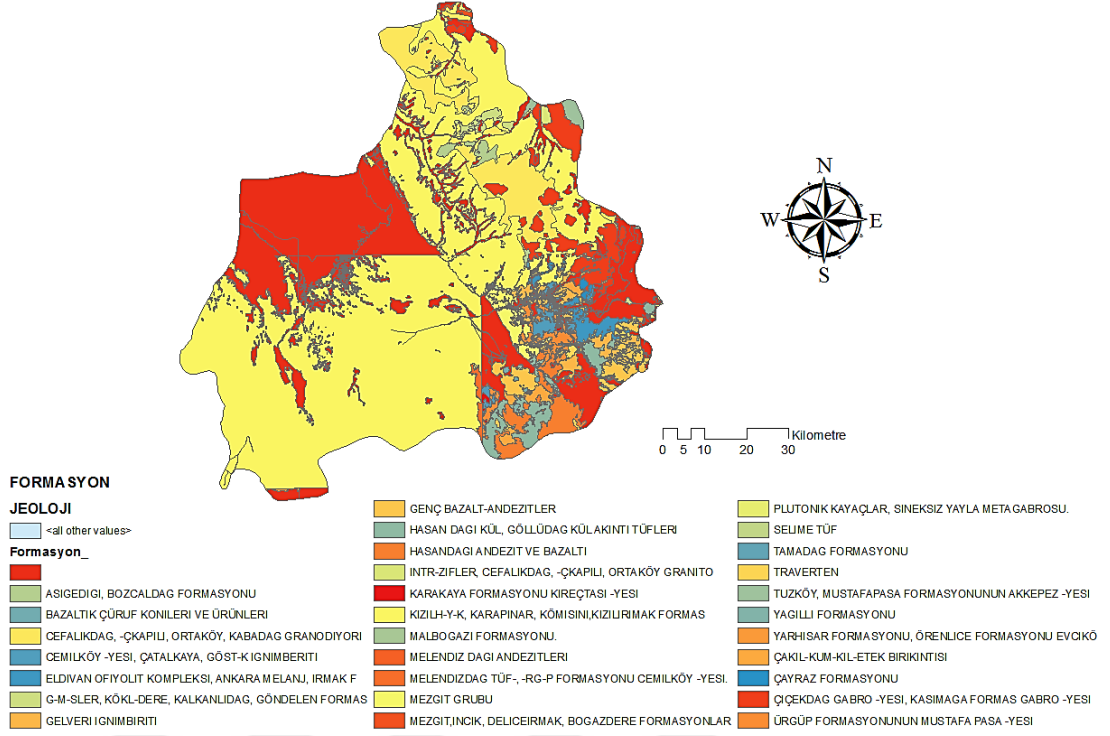 N
W
E
S
Kilometre
0 5 10 20 30
FORMASYON
JEOLOJI
<all other values>
Formasyon_
ASIGEDIGI, BOZCALDAG FORMASYONU
BAZALTIK ÇÜRUF KONILERI VE ÜRÜNLERI
CEFALIKDAG, -ÇKAPILI, ORTAKÖY, KABADAG GRANODIYORI
CEMILKÖY -YESI, ÇATALKAYA, GÖST-K IGNIMBERITI
ELDIVAN OFIYOLIT KOMPLEKSI, ANKARA MELANJ, IRMAK F
G-M-SLER, KÖKL-DERE, KALKANLIDAG, GÖNDELEN FORMAS
GELVERI IGNIMBIRITI
GENÇ BAZALT-ANDEZITLER
HASAN DAGI KÜL, GÖLLÜDAG KÜL AKINTI TÜFLERI
HASANDAGI ANDEZIT VE BAZALTI
INTR-ZIFLER, CEFALIKDAG, -ÇKAPILI, ORTAKÖY GRANITO
KARAKAYA FORMASYONU KIREÇTASI -YESI
KIZILH-Y-K, KARAPINAR, KÖMISINI,KIZILIRIMAK FORMAS
MALBOGAZI FORMASYONU.
MELENDIZ DAGI ANDEZITLERI
MELENDIZDAG TÜF-, -RG-P FORMASYONU CEMILKÖY -YESI.
MEZGIT GRUBU
MEZGIT,INCIK, DELICEIRMAK, BOGAZDERE FORMASYONLAR
PLUTONIK KAYAÇLAR, SINEKSIZ YAYLA METAGABROSU.
SELIME TÜF
TAMADAG FORMASYONU
TRAVERTEN
TUZKÖY, MUSTAFAPASA FORMASYONUNUN AKKEPEZ -YESI
YAGILLI FORMASYONU
YARHISAR FORMASYONU, ÖRENLICE FORMASYONU EVCIKÖ
ÇAKIL-KUM-KIL-ETEK BIRIKINTISI
ÇAYRAZ FORMASYONU
ÇIÇEKDAG GABRO -YESI, KASIMAGA FORMAS GABRO -YESI
ÜRGÜP FORMASYONUNUN MUSTAFA PASA -YESI